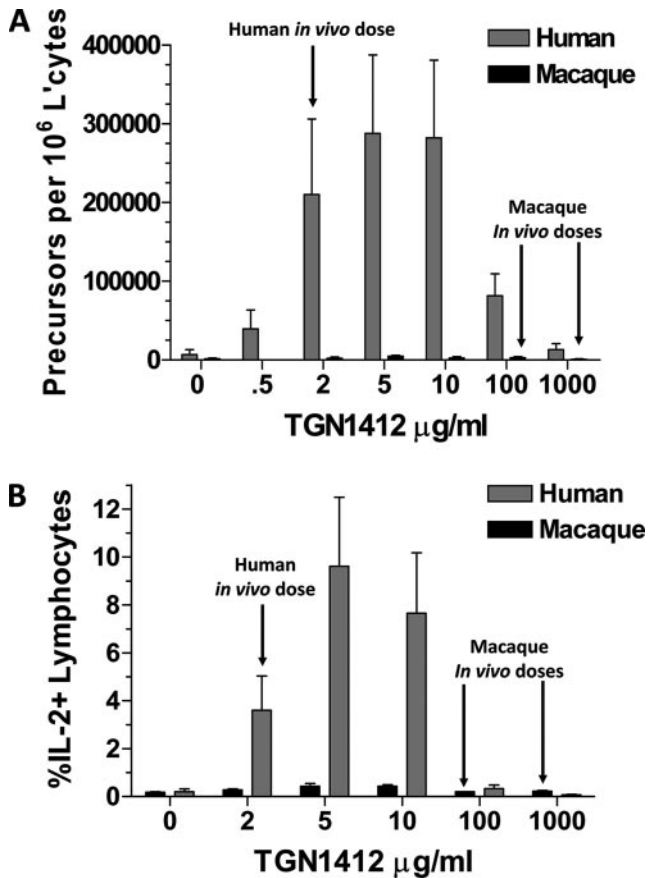 A
Human in vivo dose
Human
Macaque
Precursors per 10⁶ L'cytes
400000
300000
200000
100000
0
Macaque
In vivo doses
0 .5 2 5 10 100 1000
TGN1412 μg/ml
B
Human
Macaque
%IL-2+ Lymphocytes
12
10
8
6
4
2
0
Human
in vivo dose
Macaque
In vivo doses
0 2 5 10 100 1000
TGN1412 μg/ml